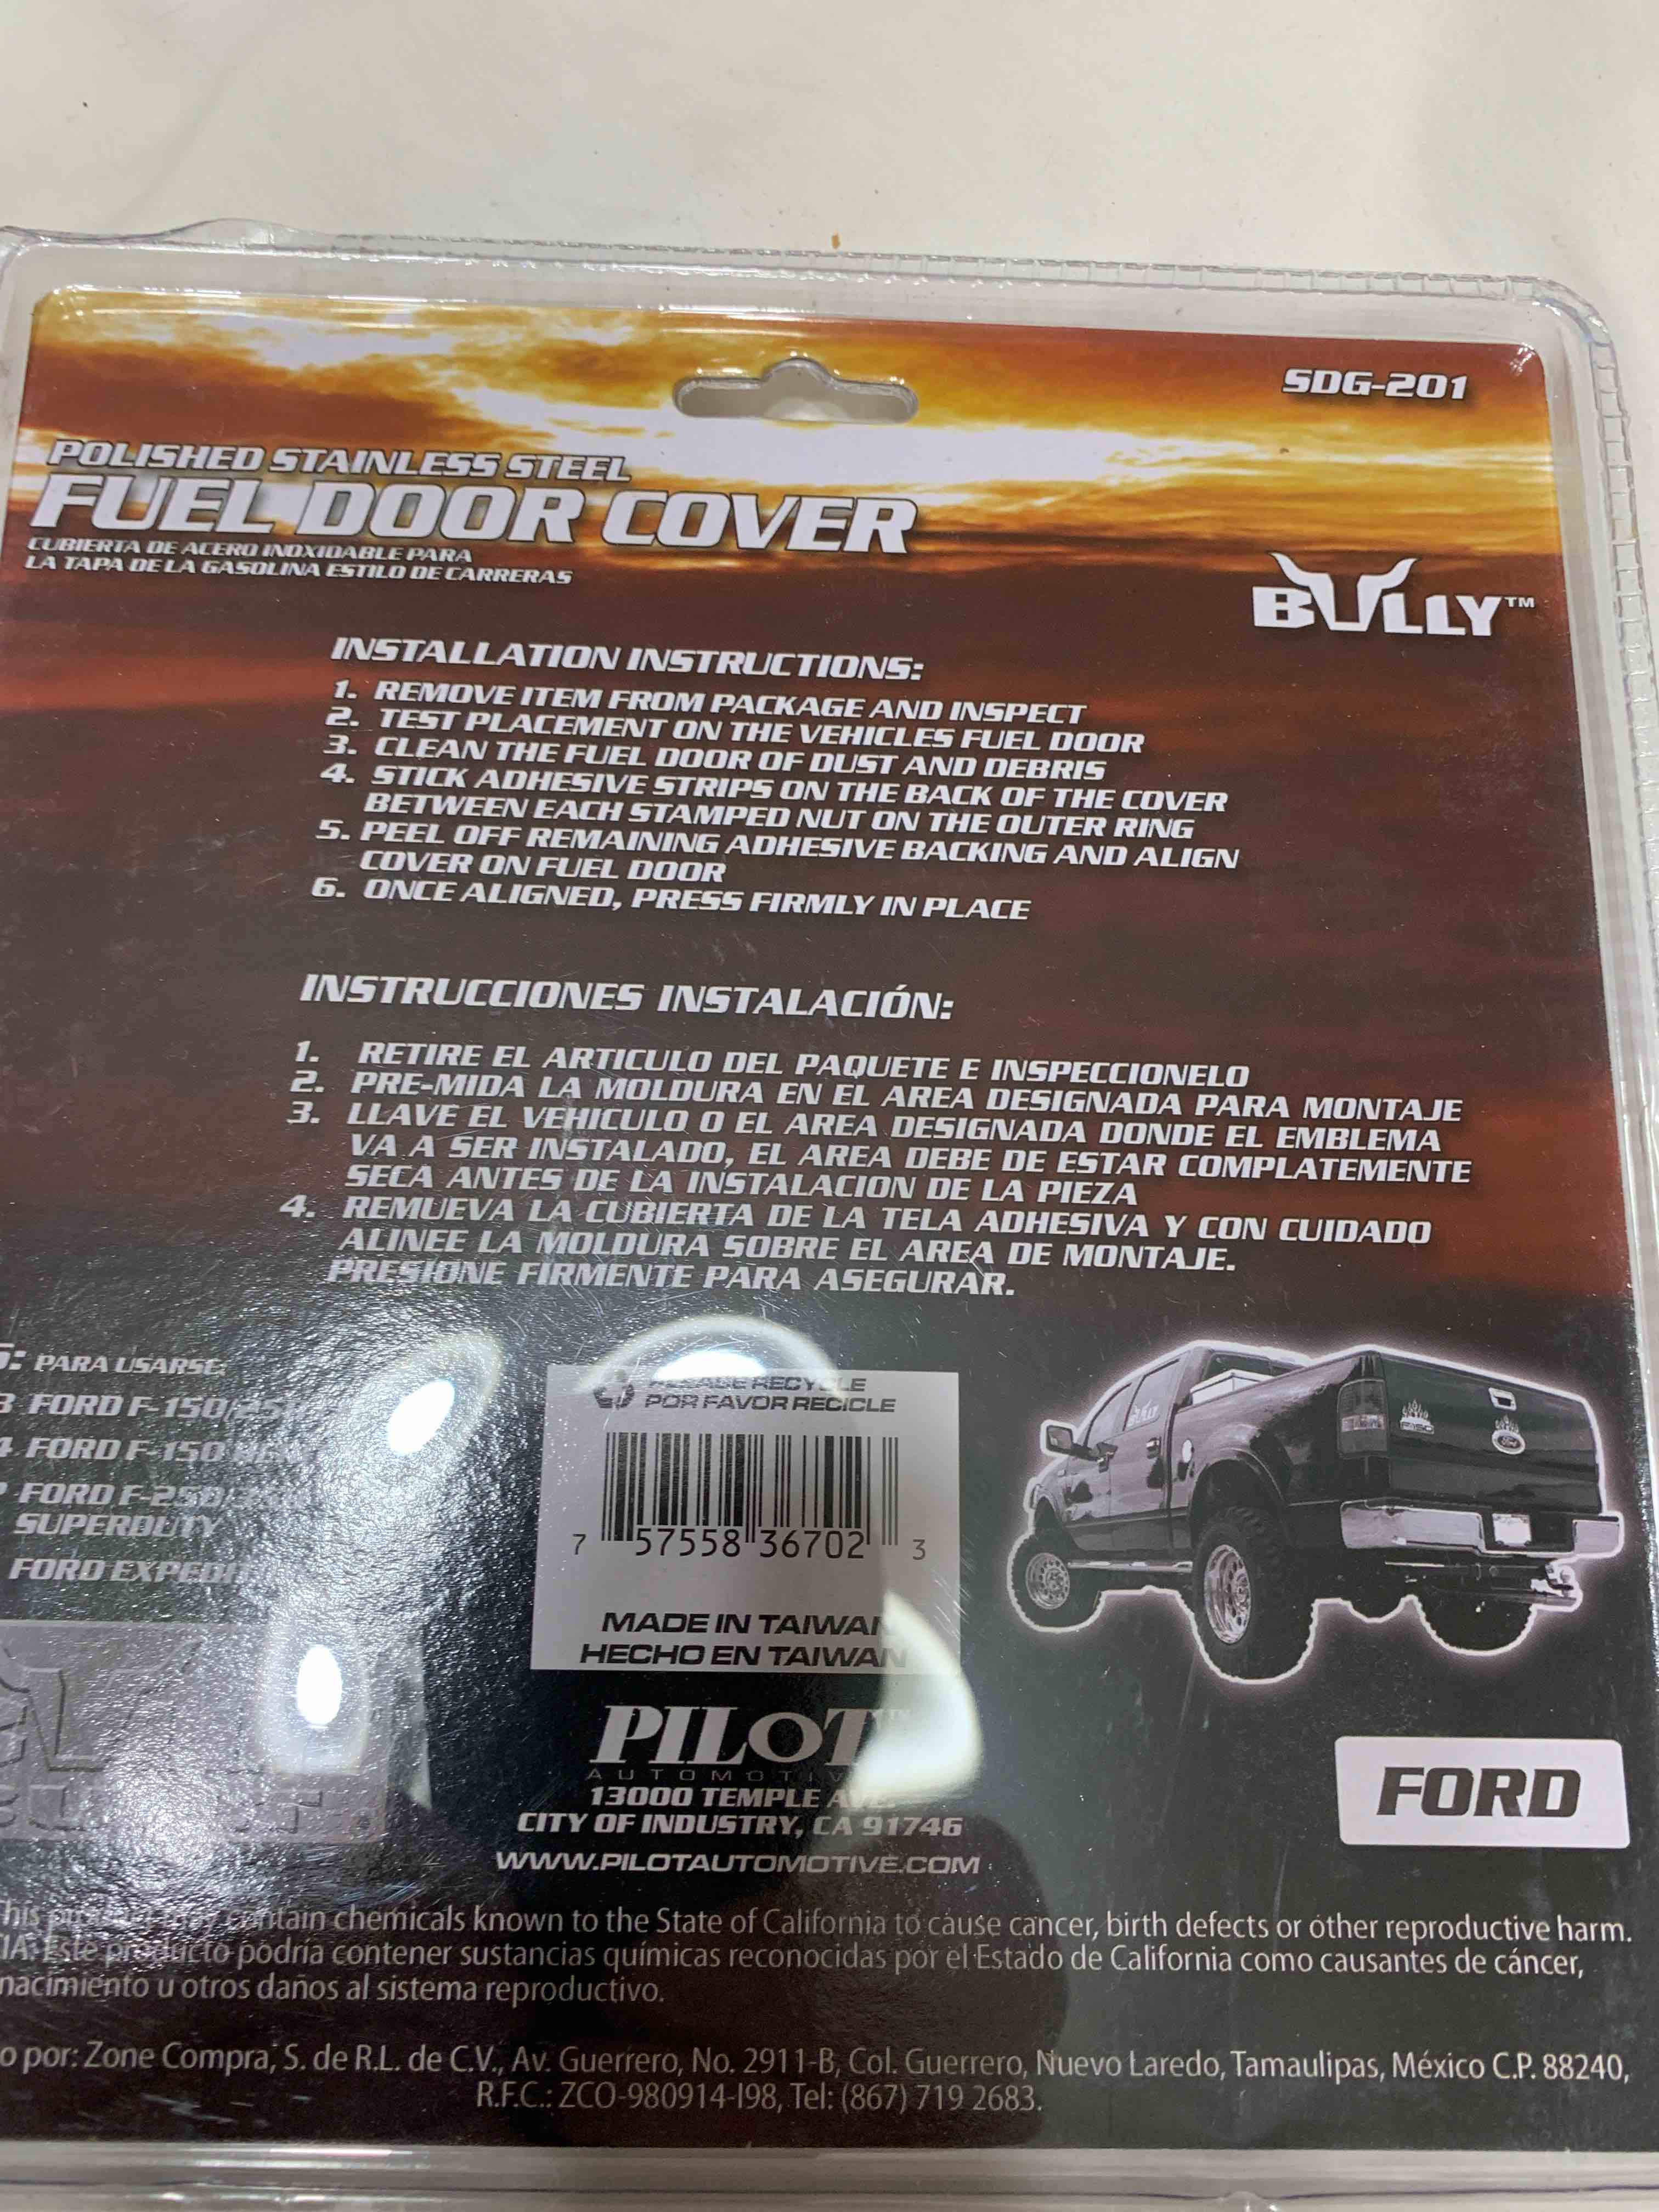 SDG-201
POLISHED STAINLESS STEEL
FUEL DOOR COVER
CUBIERTA DE ACERO INOXIDABLE PARA
LA TAPA DE LA GASOLINA ESTILO DE CARRERAS
BULLY™
INSTALLATION INSTRUCTIONS:
1. REMOVE ITEM FROM PACKAGE AND INSPECT
2. TEST PLACEMENT ON THE VEHICLES FUEL DOOR
3. CLEAN THE FUEL DOOR OF DUST AND DEBRIS
4. STICK ADHESIVE STRIPS ON THE BACK OF THE COVER
BETWEEN EACH STAMPED NUT ON THE OUTER RING
5. PEEL OFF REMAINING ADHESIVE BACKING AND ALIGN
COVER ON FUEL DOOR
6. ONCE ALIGNED, PRESS FIRMLY IN PLACE
INSTRUCCIONES INSTALACIÓN:
1. RETIRE EL ARTICULO DEL PAQUETE E INSPECCIONELO
2. PRE-MIDA LA MOLDURA EN EL AREA DESIGNADA PARA MONTAJE
3. LLAVE EL VEHICULO O EL AREA DESIGNADA DONDE EL EMBLEMA
VA A SER INSTALADO, EL AREA DEBE DE ESTAR COMPLATEMENTE
SECA ANTES DE LA INSTALACION DE LA PIEZA
4. REMUEVA LA CUBIERTA DE LA TELA ADHESIVA Y CON CUIDADO
ALINEE LA MOLDURA SOBRE EL AREA DE MONTAJE.
PRESIONE FIRMENTE PARA ASEGURAR.
PARA USARSE:
FORD F-150
FORD F-150
FORD F-250
SUPERDUTY
FORD
RECYCLE
POR FAVOR RECICLE
7 57558 36702 3
MADE IN TAIWAN
HECHO EN TAIWAN
PILOT
AUTOMOTIVE
13000 TEMPLE AVE.
CITY OF INDUSTRY, CA 91746
WWW.PILOTAUTOMOTIVE.COM
BULLY
Ford
FORD
contain chemicals known to the State of California to cause cancer, birth defects or other reproductive harm.
Este producto podría contener sustancias químicas reconocidas por el Estado de California como causantes de cáncer,
nacimiento u otros daños al sistema reproductivo.
por: Zone Compra, S. de R.L. de C.V., Av. Guerrero, No. 2911-B, Col. Guerrero, Nuevo Laredo, Tamaulipas, México C.P. 88240,
R.F.C.: ZCO-980914-I98, Tel: (867) 719 2683.